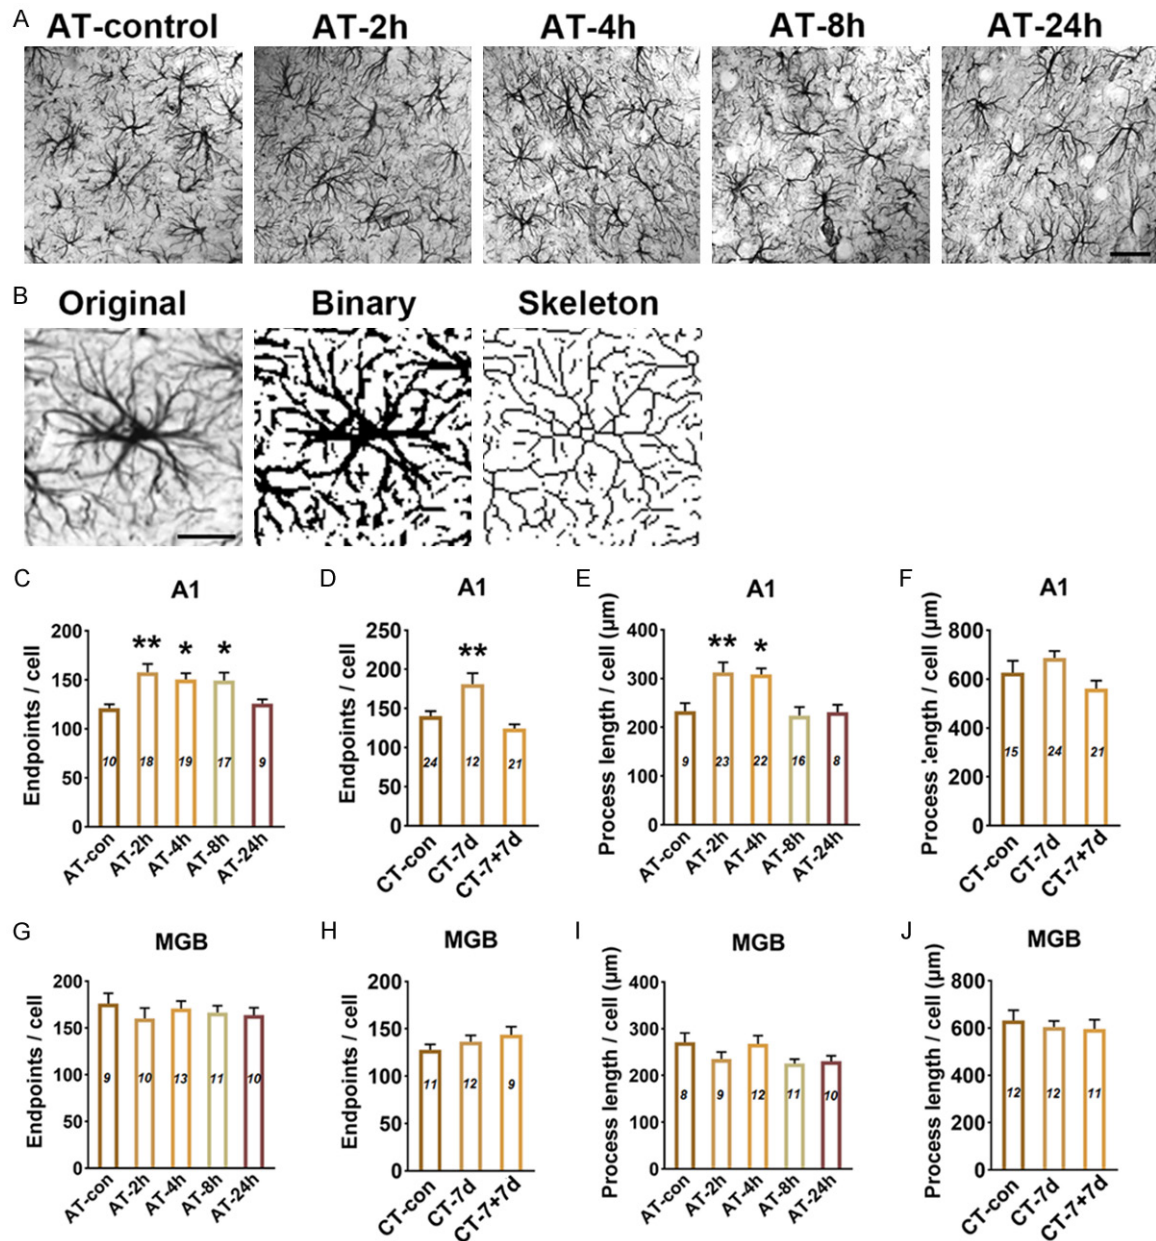 A
AT-control AT-2h AT-4h AT-8h AT-24h
B
Original Binary Skeleton
C D E F
A1 A1 A1 A1
Endpoints / cell
200
150
100
50
0
** * *
10 18 19 17 9
AT-con AT-2h AT-4h AT-8h AT-24h
Endpoints / cell
250
200
150
100
50
0
**
24 12 21
CT-con CT-7d CT-7+7d
Process length / cell (µm)
400
300
200
100
0
** *
9 23 22 16 8
AT-con AT-2h AT-4h AT-8h AT-24h
Process length / cell (µm)
800
600
400
200
0
15 24 21
CT-con CT-7d CT-7+7d
G H I J
MGB MGB MGB MGB
Endpoints / cell
200
150
100
50
0
9 10 13 11 10
AT-con AT-2h AT-4h AT-8h AT-24h
Endpoints / cell
200
150
100
50
0
11 12 9
CT-con CT-7d CT-7+7d
Process length / cell (µm)
400
300
200
100
0
8 9 12 11 10
AT-con AT-2h AT-4h AT-8h AT-24h
Process length / cell (µm)
800
600
400
200
0
12 12 11
CT-con CT-7d CT-7+7d